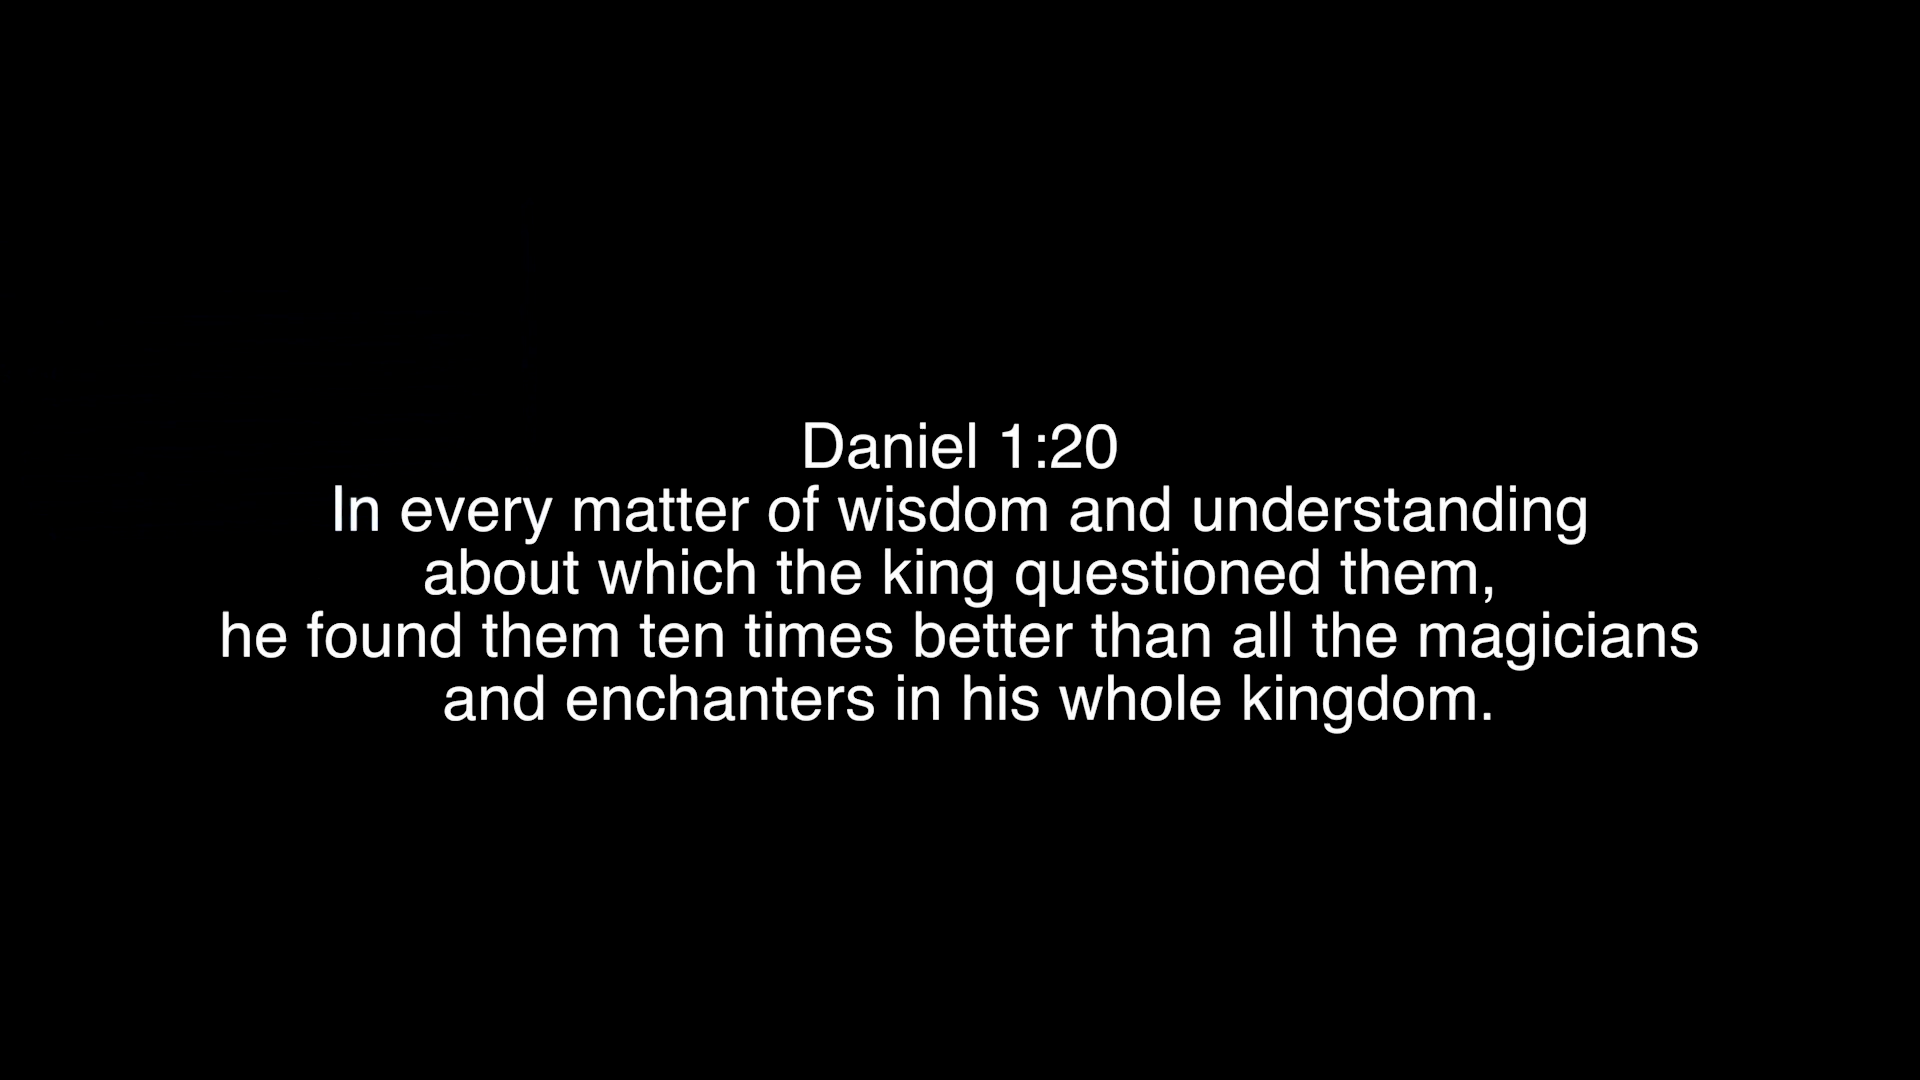 Daniel 1:20
In every matter of wisdom and understanding
about which the king questioned them,
he found them ten times better than all the magicians
and enchanters in his whole kingdom.